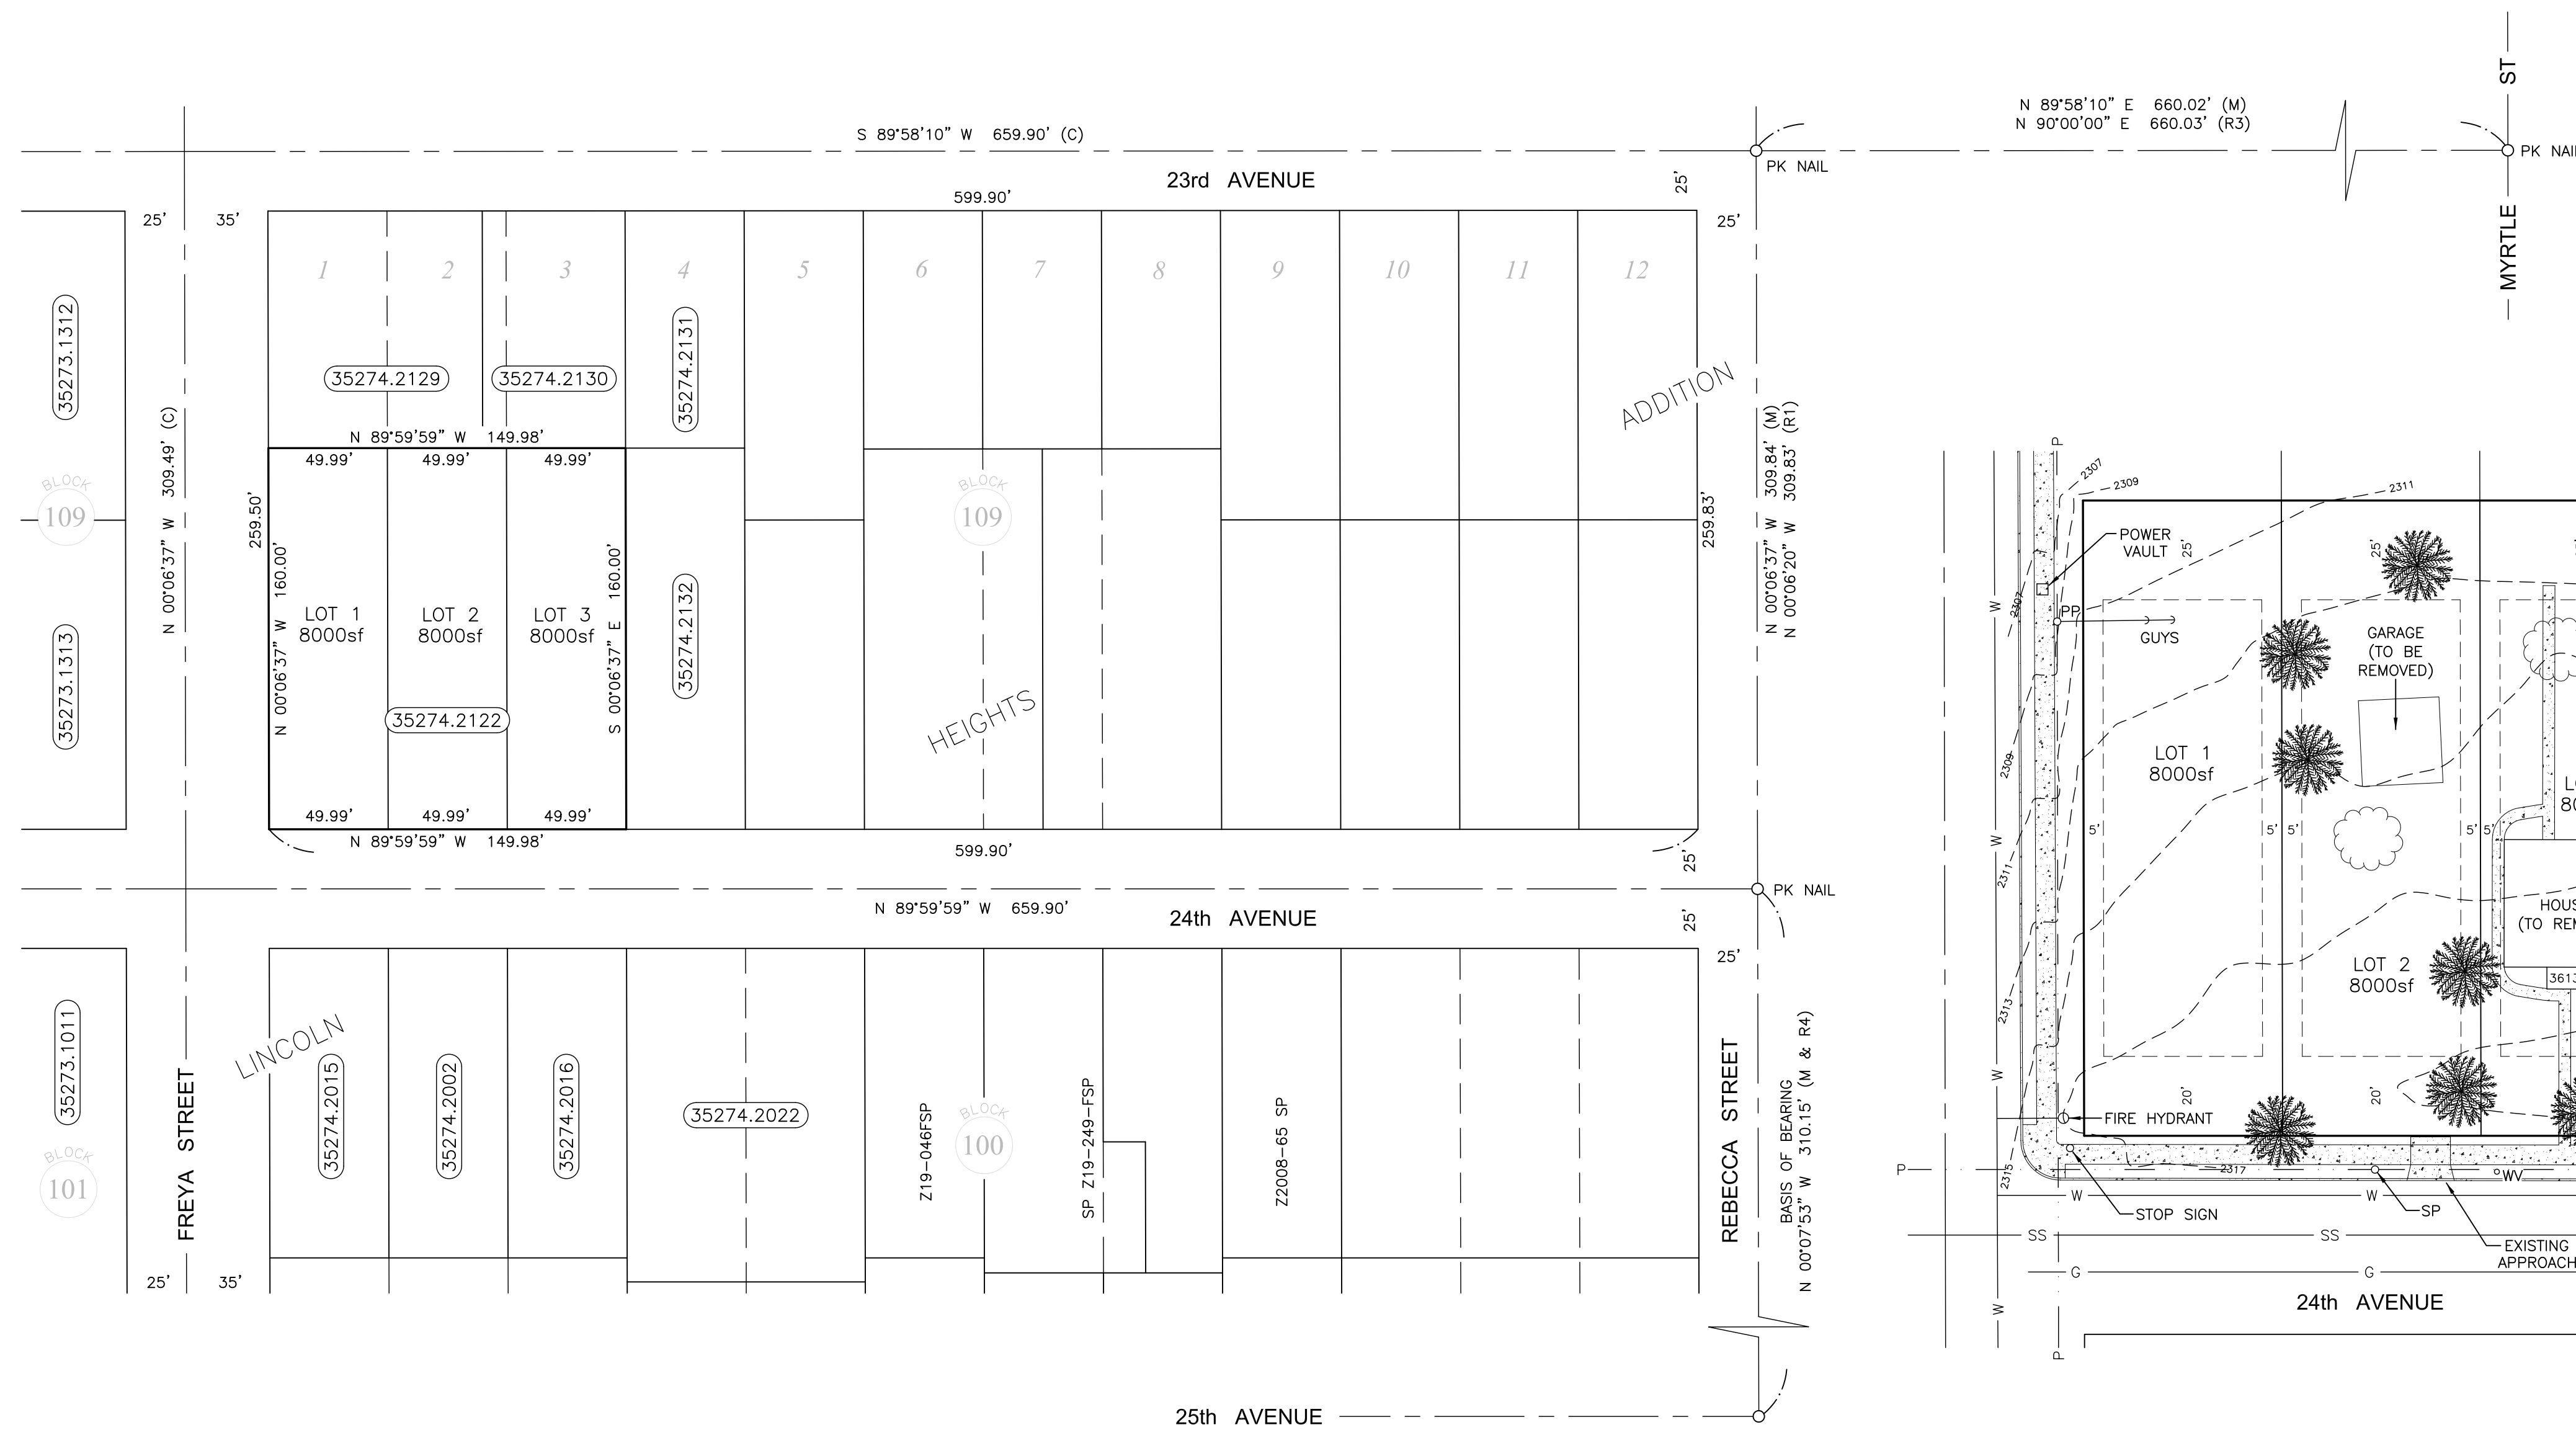 MYRTLE ST
N 89°58'10" E 660.02' (M)
N 90°00'00" E 660.03' (R3)
S 89°58'10" W 659.90' (C)
PK NAIL
23rd AVENUE
25'
599.90'
25'
35'
25'
1
2
3
4
5
6
7
8
9
10
11
12
35273.1312
35274.2129
35274.2130
35274.2131
ADDITION
N 00°06'37" W 309.49' (C)
N 00°06'37" W 309.84' (M)
N 00°06'20" W 309.83' (R1)
N 89°59'59" W 149.98'
49.99'
49.99'
49.99'
BLOCK
109
259.50'
BLOCK
109
259.83'
N 00°06'37" W 160.00'
S 00°06'37" E 160.00'
LOT 1
8000sf
LOT 2
8000sf
LOT 3
8000sf
35273.1313
35274.2132
35274.2122
HEIGHTS
49.99'
49.99'
49.99'
N 89°59'59" W 149.98'
599.90'
25'
PK NAIL
N 89°59'59" W 659.90'
24th AVENUE
25'
25'
LINCOLN
35273.1011
35274.2015
35274.2002
35274.2016
35274.2022
Z19-046FSP
BLOCK
100
SP Z19-249-FSP
Z2008-65 SP
BLOCK
101
FREYA STREET
REBECCA STREET
BASIS OF BEARING
N 00°07'53" W 310.15' (M & R4)
25'
35'
25th AVENUE
P
2307
2309
2311
POWER
VAULT
25'
25'
W
2307
PP
GUYS
GARAGE
(TO BE
REMOVED)
2309
LOT 1
8000sf
W
5'
5'
5'
5'
5'
2311
LOT 2
8000sf
3613
2313
W
20'
20'
FIRE HYDRANT
P
2315
2317
WV
W
W
STOP SIGN
SP
SS
SS
EXISTING
APPROACH
G
G
W
24th AVENUE
P